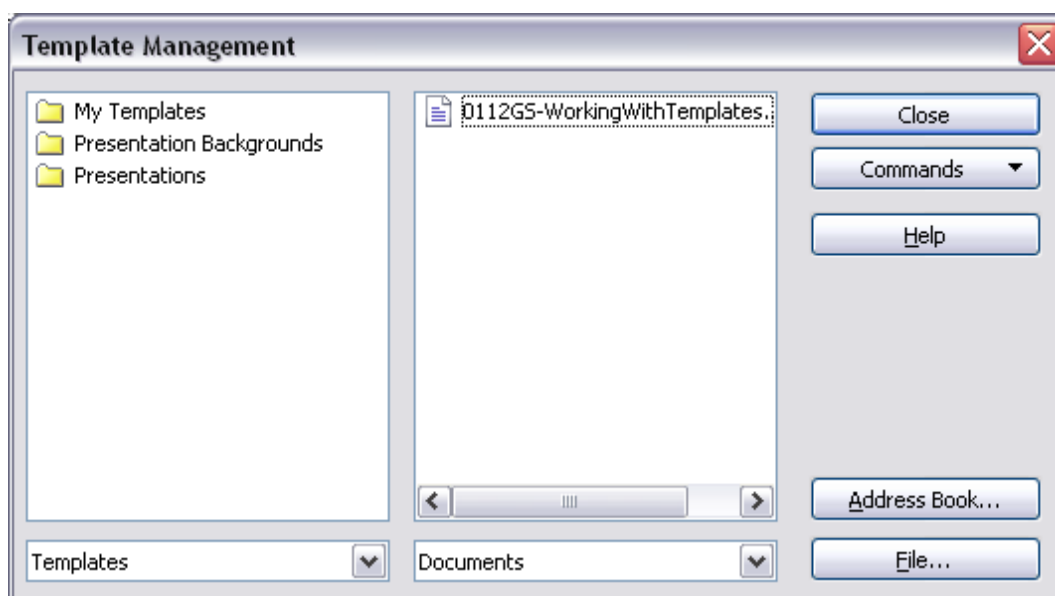 Template Management
My Templates
Presentation Backgrounds
Presentations
0112GS-WorkingWithTemplates.
Close
Commands
Help
Address Book...
Templates
Documents
File...